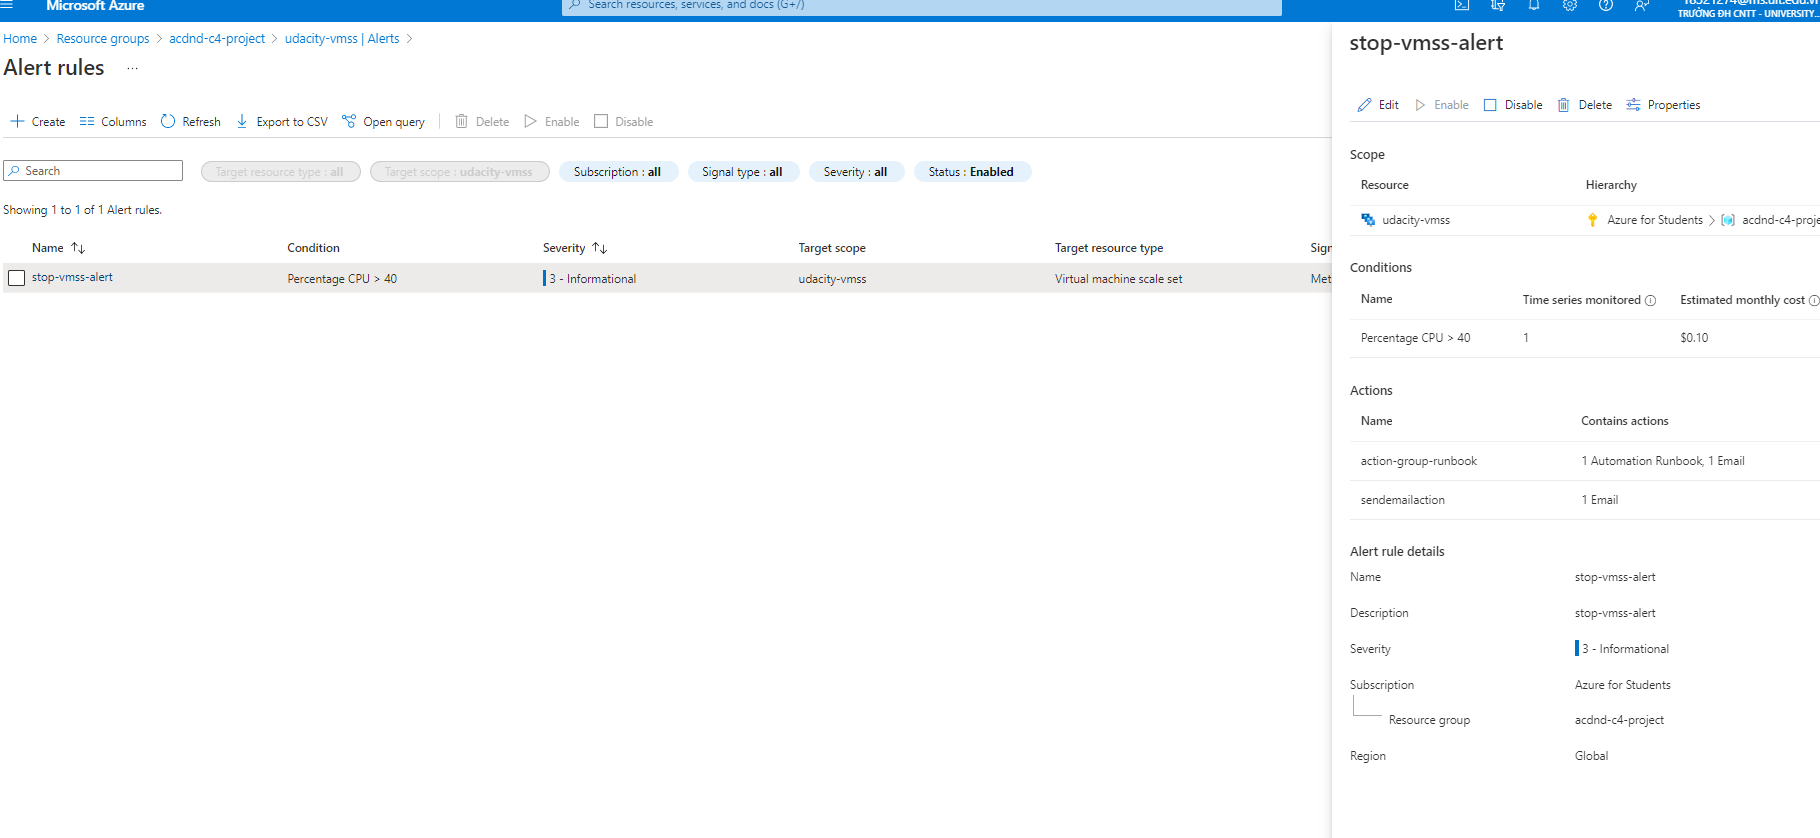 Microsoft Azure
Search resources, services, and docs (G+/)
TRƯỜNG ĐH CNTT - UNIVERSITY...
Home > Resource groups > acdnd-c4-project > udacity-vmss | Alerts >
Alert rules ...
Create Columns Refresh Export to CSV Open query Delete Enable Disable
Search Target resource type : all Target scope : udacity-vmss Subscription : all Signal type : all Severity : all Status : Enabled
Showing 1 to 1 of 1 Alert rules.
Name Condition Severity Target scope Target resource type Sign
stop-vmss-alert Percentage CPU > 40 3 - Informational udacity-vmss Virtual machine scale set Met
stop-vmss-alert
Edit Enable Disable Delete Properties
Scope
Resource Hierarchy
udacity-vmss Azure for Students > acdnd-c4-proje
Conditions
Name Time series monitored Estimated monthly cost
Percentage CPU > 40 1 $0.10
Actions
Name Contains actions
action-group-runbook 1 Automation Runbook, 1 Email
sendemailaction 1 Email
Alert rule details
Name stop-vmss-alert
Description stop-vmss-alert
Severity 3 - Informational
Subscription Azure for Students
Resource group acdnd-c4-project
Region Global